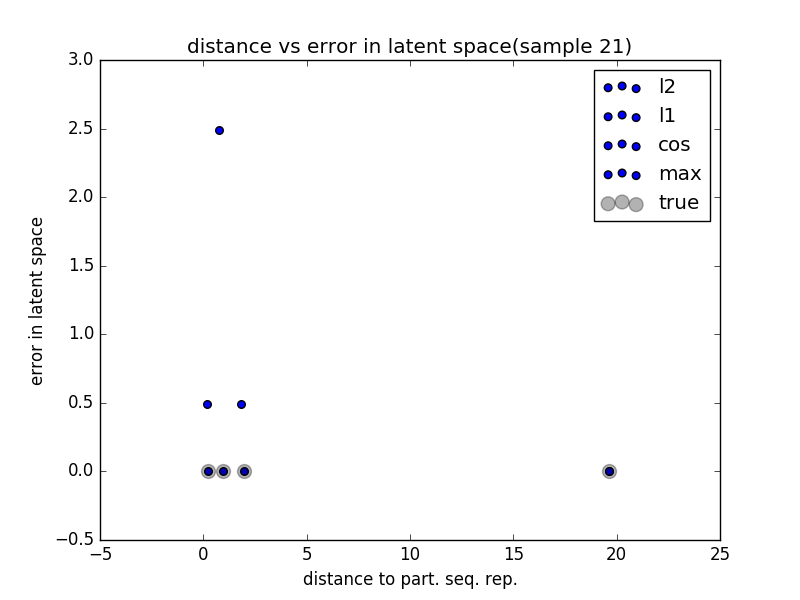 distance vs error in latent space(sample 21)
3.0
2.5
2.0
1.5
1.0
0.5
0.0
−0.5
error in latent space
l2
l1
cos
max
true
−5 0 5 10 15 20 25
distance to part. seq. rep.